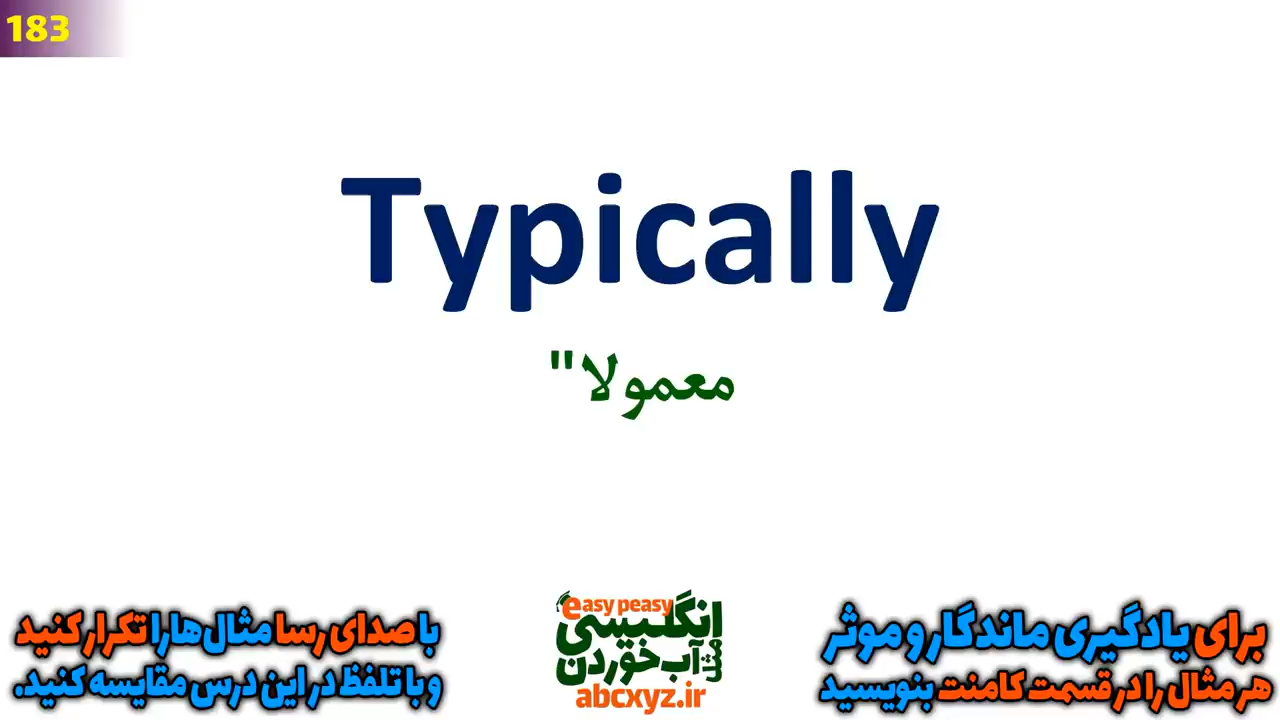 183
Typically
معمولا"
با صدای رسا مثال‌ها را تکرار کنید
و با تلفظ در این درس مقایسه کنید.
easy peasy
انگلیسی
مثل آب خوردن
abcxyz.ir
برای یادگیری ماندگار و موثر
هر مثال را در قسمت کامنت بنویسید